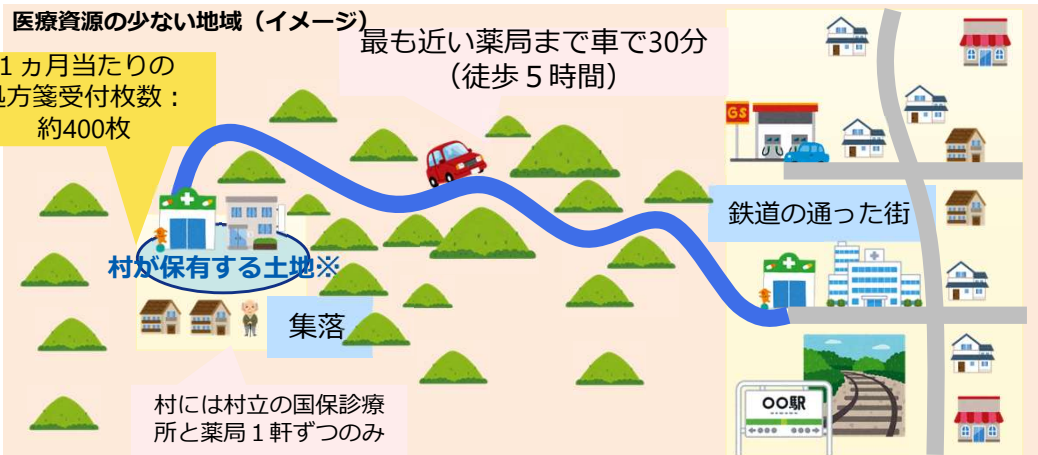 医療資源の少ない地域（イメージ）
最も近い薬局まで車で30分
（徒歩５時間）
１ヵ月当たりの
処方箋受付枚数：
約400枚
GS
鉄道の通った街
村が保有する土地※
集落
村には村立の国保診療
所と薬局１軒ずつのみ
〇〇駅